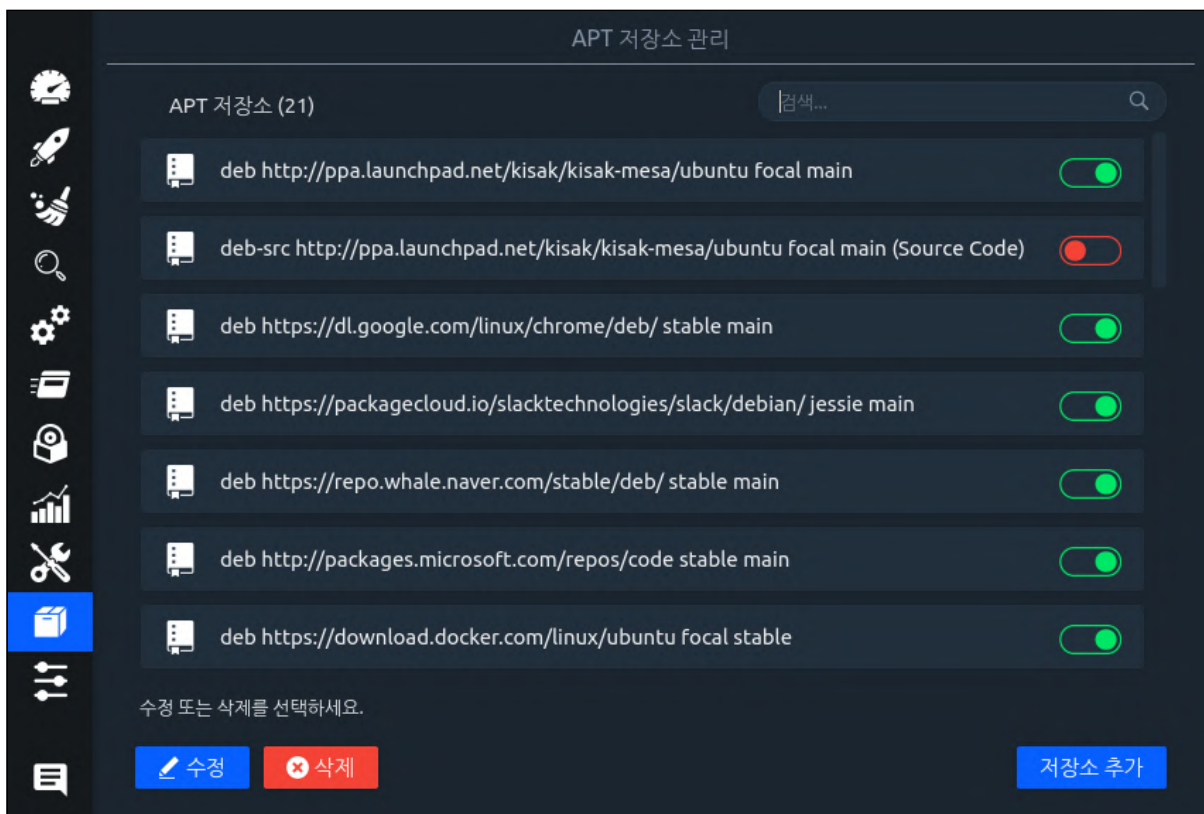 APT 저장소 관리
APT 저장소 (21)
검색...
deb http://ppa.launchpad.net/kisak/kisak-mesa/ubuntu focal main
deb-src http://ppa.launchpad.net/kisak/kisak-mesa/ubuntu focal main (Source Code)
deb https://dl.google.com/linux/chrome/deb/ stable main
deb https://packagecloud.io/slacktechnologies/slack/debian/ jessie main
deb https://repo.whale.naver.com/stable/deb/ stable main
deb http://packages.microsoft.com/repos/code stable main
deb https://download.docker.com/linux/ubuntu focal stable
수정 또는 삭제를 선택하세요.
수정 삭제 저장소 추가